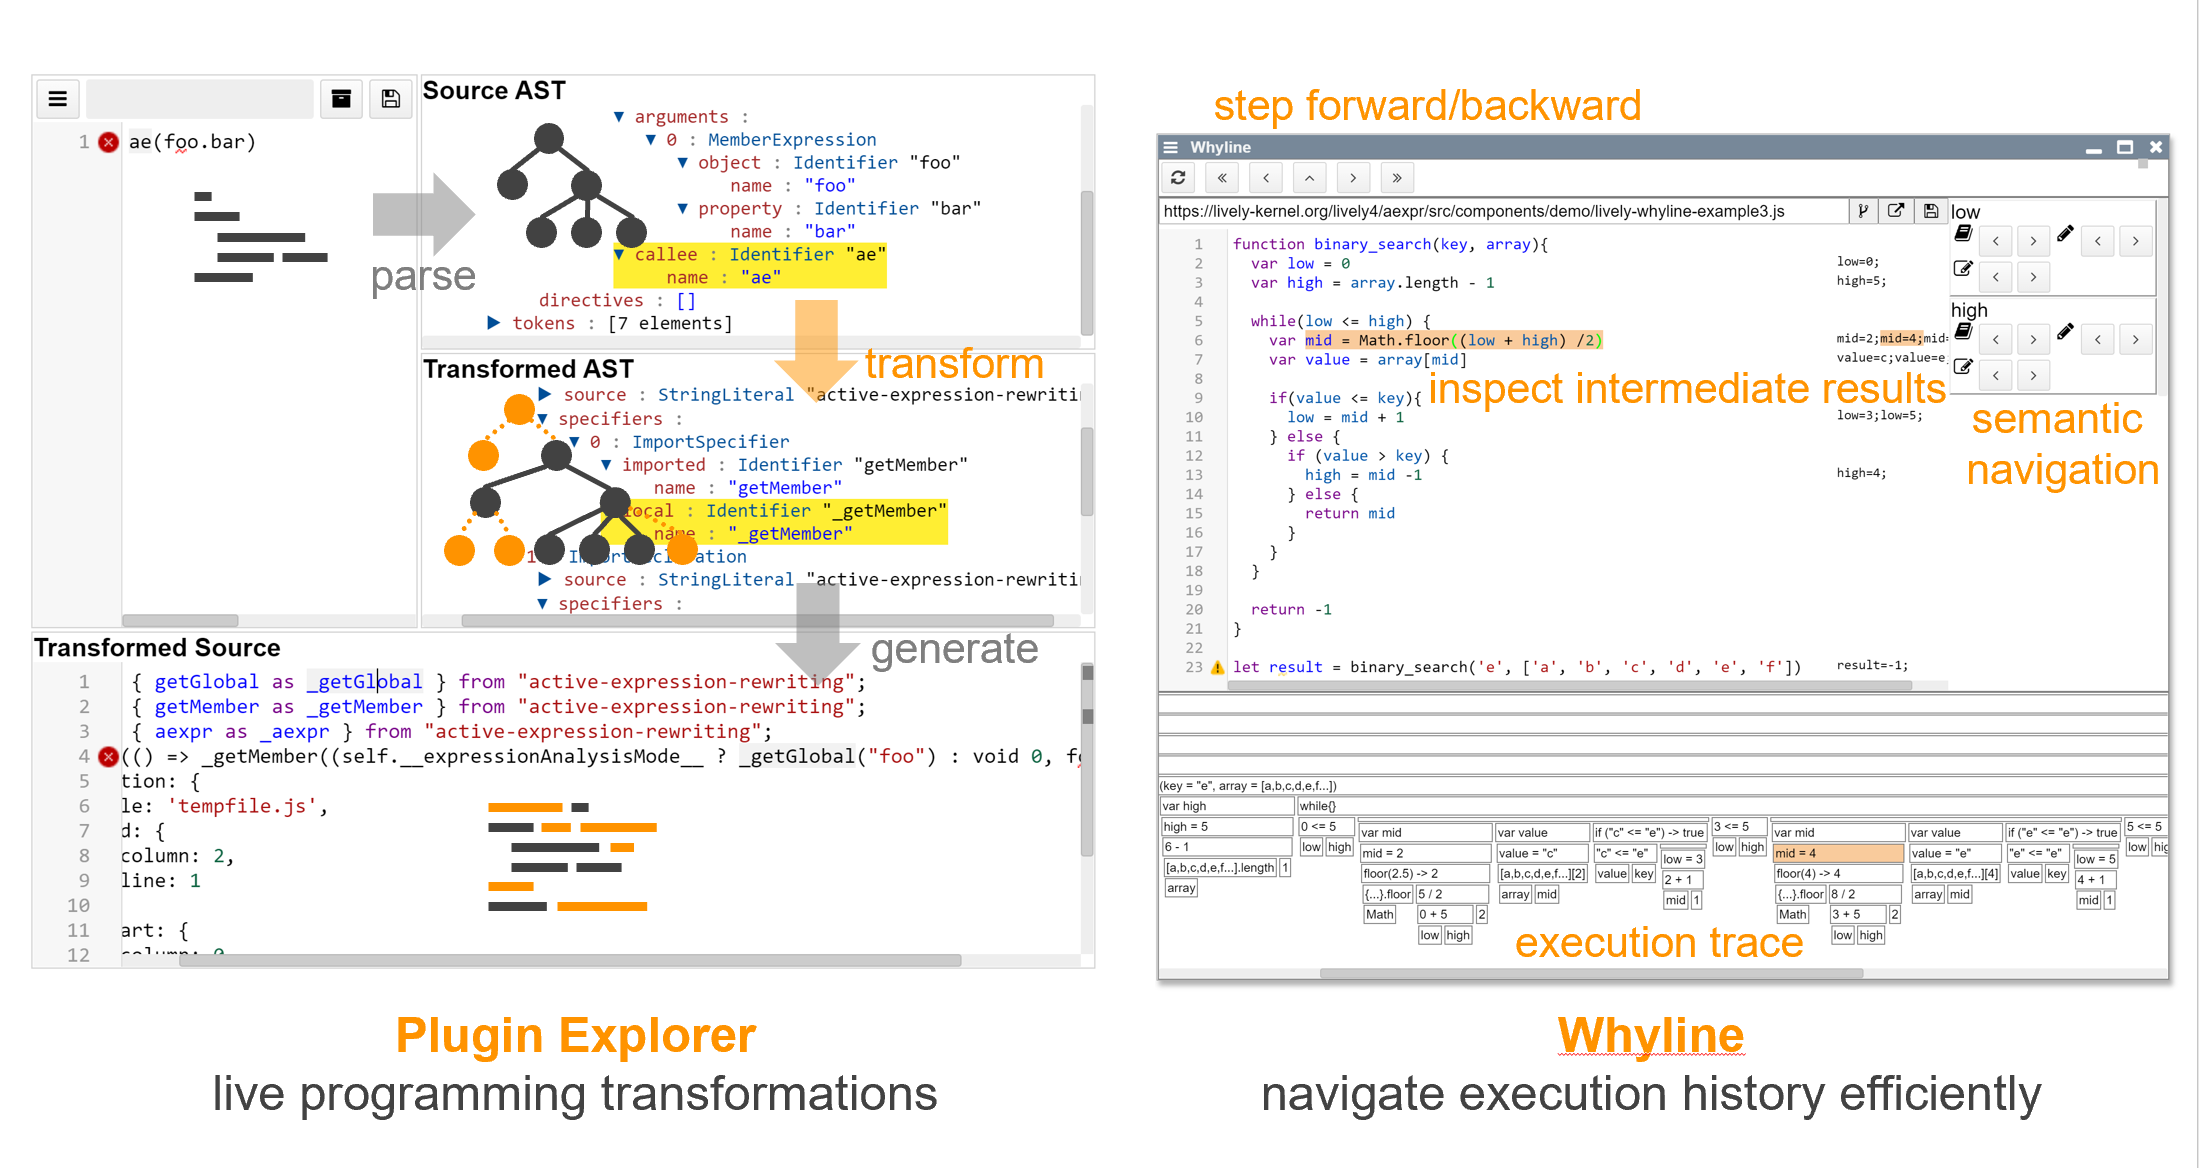 1 ae(foo.bar)
parse
Source AST
arguments :
0 : MemberExpression
object : Identifier "foo"
name : "foo"
property : Identifier "bar"
name : "bar"
callee : Identifier "ae"
name : "ae"
directives : []
tokens : [7 elements]
transform
Transformed AST
source : StringLiteral "active-expression-rewriti
specifiers :
0 : ImportSpecifier
imported : Identifier "getMember"
name : "getMember"
local : Identifier "_getMember"
name : "_getMember"
source : StringLiteral "active-expression-rewriti
specifiers :
generate
Transformed Source
1 { getGlobal as _getGlobal } from "active-expression-rewriting";
2 { getMember as _getMember } from "active-expression-rewriting";
3 { aexpr as _aexpr } from "active-expression-rewriting";
4 (() => _getMember((self.__expressionAnalysisMode__ ? _getGlobal("foo") : void 0, fo
5 tion: {
6 le: 'tempfile.js',
7 d: {
8 column: 2,
9 line: 1
10
11 art: {
12 column: 0
Plugin Explorer
live programming transformations
step forward/backward
Whyline
https://lively-kernel.org/lively4/aexpr/src/components/demo/lively-whyline-example3.js
low
high
semantic
navigation
1 function binary_search(key, array){
2 var low = 0 low=0;
3 var high = array.length - 1 high=5;
4
5 while(low <= high) {
6 var mid = Math.floor((low + high) /2) mid=2;mid=4;mid=
7 var value = array[mid] value=c;value=e;
8
inspect intermediate results
9 if(value <= key){
10 low = mid + 1 low=3;low=5;
11 } else {
12 if (value > key) {
13 high = mid -1 high=4;
14 } else {
15 return mid
16 }
17 }
18 }
19
20 return -1
21 }
22
23 let result = binary_search('e', ['a', 'b', 'c', 'd', 'e', 'f']) result=-1;
(key = "e", array = [a,b,c,d,e,f...])
var high while{}
high = 5 0 <= 5 var mid var value if ("c" <= "e") -> true 3 <= 5 var mid var value if ("e" <= "e") -> true 5 <= 5
6 - 1 low high mid = 2 value = "c" "c" <= "e" low = 3 low high mid = 4 value = "e" "e" <= "e" low = 5 low hig
[a,b,c,d,e,f...].length 1 floor(2.5) -> 2 [a,b,c,d,e,f...][2] value key 2 + 1 floor(4) -> 4 [a,b,c,d,e,f...][4] value key 4 + 1
array {...}.floor 5 / 2 array mid mid 1 {...}.floor 8 / 2 array mid mid 1
Math 0 + 5 2 Math 3 + 5 2
low high low high
execution trace
Whyline
navigate execution history efficiently